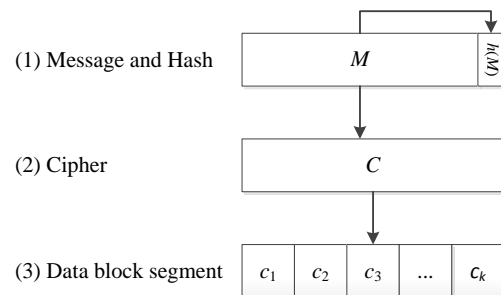 (1) Message and Hash M h(M)
(2) Cipher C
(3) Data block segment c₁ c₂ c₃ ... cₖ